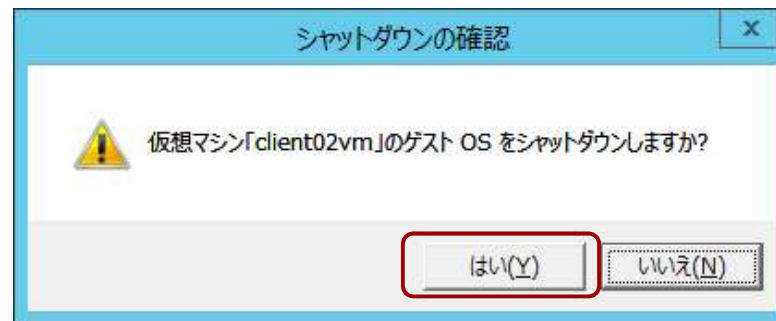 シャットダウンの確認
x
仮想マシン「client02vm」のゲスト OS をシャットダウンしますか?
はい(Y)
いいえ(N)